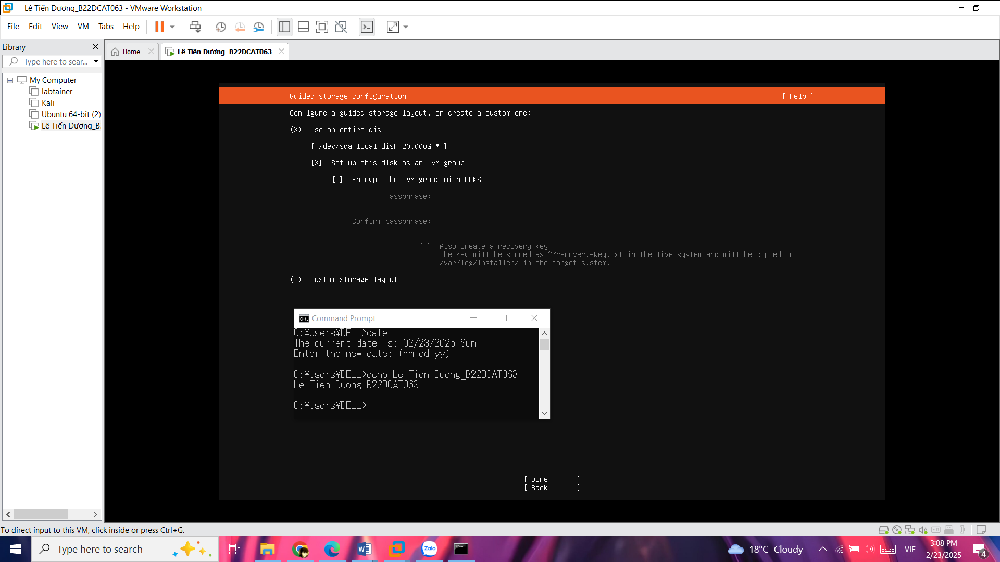 Lê Tiến Dương_B22DCAT063 - VMware Workstation
File Edit View VM Tabs Help
Library
Home
Lê Tiến Dương_B22DCAT063
Type here to sear...
My Computer
labtainer
Kali
Ubuntu 64-bit (2)
Lê Tiến Dương_B2
Guided storage configuration [ Help ]
Configure a guided storage layout, or create a custom one:
(X) Use an entire disk
[ /dev/sda local disk 20.000G ▾ ]
[X] Set up this disk as an LVM group
[ ] Encrypt the LVM group with LUKS
Passphrase:
Confirm passphrase:
[ ] Also create a recovery key
The key will be stored as ~/recovery-key.txt in the live system and will be copied to
/var/log/installer/ in the target system.
( ) Custom storage layout
Command Prompt
C:¥Users¥DELL>date
The current date is: 02/23/2025 Sun
Enter the new date: (mm-dd-yy)
C:¥Users¥DELL>echo Le Tien Duong_B22DCAT063
Le Tien Duong_B22DCAT063
C:¥Users¥DELL>
[ Done ]
[ Back ]
To direct input to this VM, click inside or press Ctrl+G.
Type here to search
Zalo
18°C Cloudy
VIE
3:08 PM
2/23/2025
4